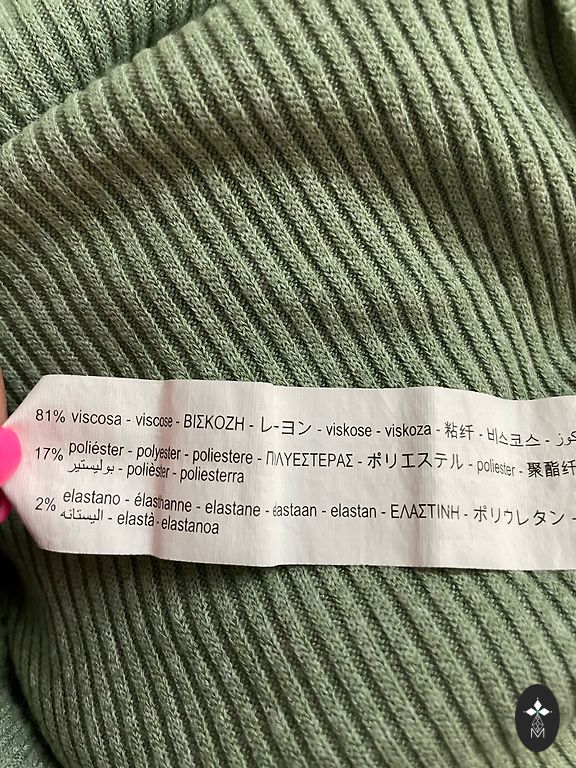 81% viscosa - viscose - ΒΙΣΚΟΖΗ - レーヨン - viskose - viskoza - 粘纤 - 비스코스 -
17% poliéster - polyester - poliestere - ΠΛΥΕΣΤΕΡΑΣ - ポリエステル - poliester - 聚酯纤
بوليستير - polièster - poliesterra
2% elastano - élasthanne - elastane - elastaan - elastan - ΕΛΑΣΤΙΝΗ - ポリウレタン -
اليستانه - elastà - elastanoa
M